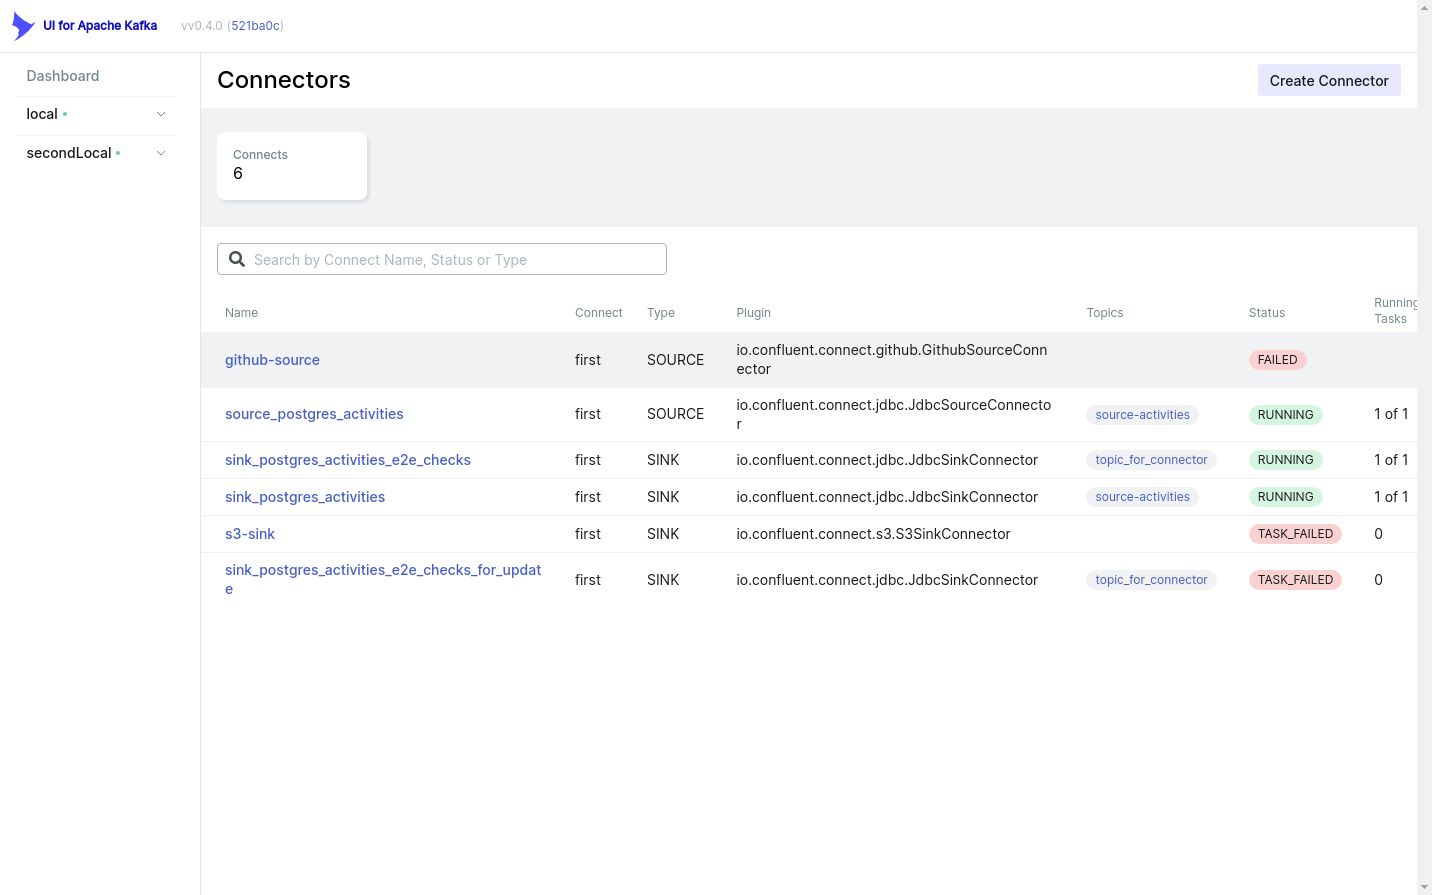 UI for Apache Kafka
vv0.4.0 (521ba0c)
Dashboard
local
secondLocal
Connectors
Create Connector
Connects
6
Search by Connect Name, Status or Type
Name Connect Type Plugin Topics Status Running
Tasks
github-source first SOURCE io.confluent.connect.github.GithubSourceConn
ector FAILED
source_postgres_activities first SOURCE io.confluent.connect.jdbc.JdbcSourceConnecto
r source-activities RUNNING 1 of 1
sink_postgres_activities_e2e_checks first SINK io.confluent.connect.jdbc.JdbcSinkConnector topic_for_connector RUNNING 1 of 1
sink_postgres_activities first SINK io.confluent.connect.jdbc.JdbcSinkConnector source-activities RUNNING 1 of 1
s3-sink first SINK io.confluent.connect.s3.S3SinkConnector TASK_FAILED 0
sink_postgres_activities_e2e_checks_for_updat
e first SINK io.confluent.connect.jdbc.JdbcSinkConnector topic_for_connector TASK_FAILED 0